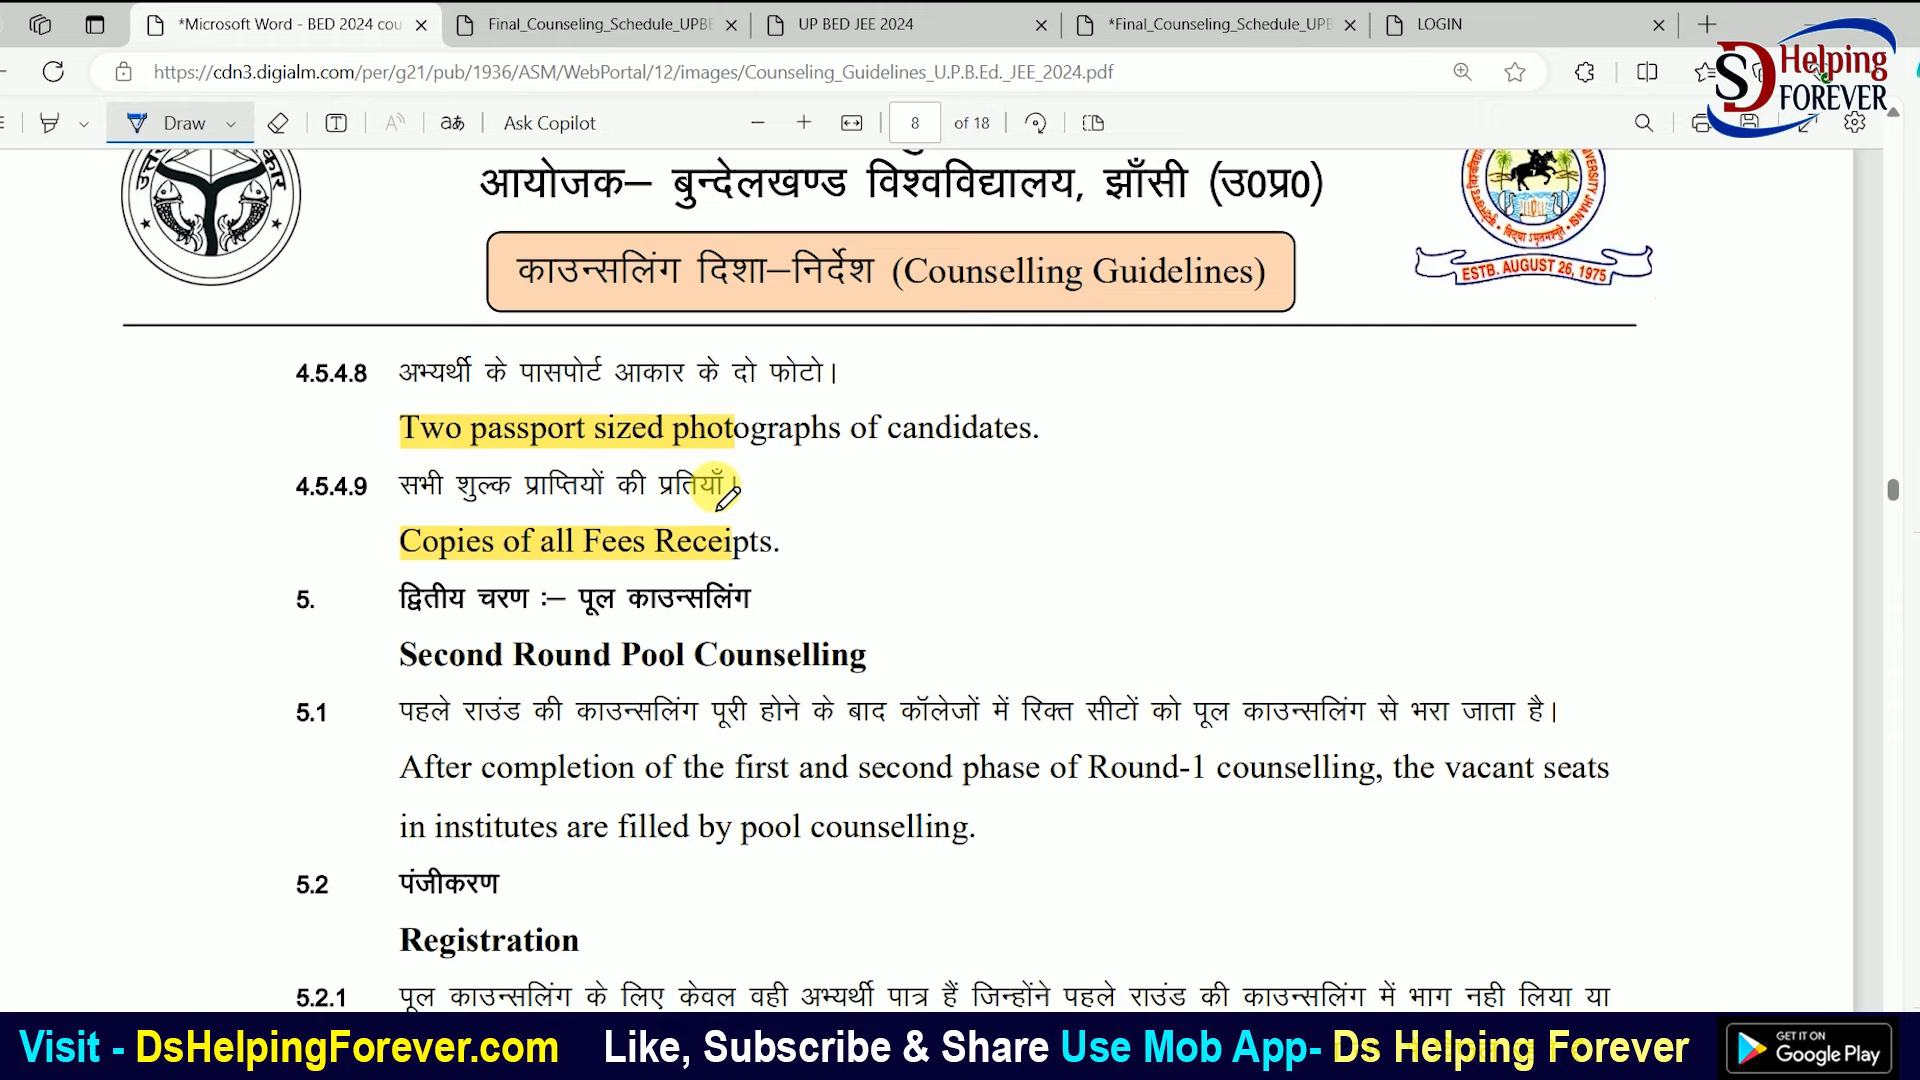 *Microsoft Word - BED 2024 cou
Final_Counseling_Schedule_UPBE
UP BED JEE 2024
*Final_Counseling_Schedule_UPB
LOGIN
https://cdn3.digialm.com/per/g21/pub/1936/ASM/WebPortal/12/images/Counseling_Guidelines_U.P.B.Ed._JEE_2024.pdf
DS Helping
FOREVER
Draw
Ask Copilot
8
of 18
आयोजक– बुन्देलखण्ड विश्वविद्यालय, झाँसी (उ0प्र0)
काउन्सलिंग दिशा–निर्देश (Counselling Guidelines)
ESTB. AUGUST 26, 1975
4.5.4.8 अभ्यर्थी के पासपोर्ट आकार के दो फोटो।
Two passport sized photographs of candidates.
4.5.4.9 सभी शुल्क प्राप्तियों की प्रतियाँ।
Copies of all Fees Receipts.
5. द्वितीय चरण :– पूल काउन्सलिंग
Second Round Pool Counselling
5.1 पहले राउंड की काउन्सलिंग पूरी होने के बाद कॉलेजों में रिक्त सीटों को पूल काउन्सलिंग से भरा जाता है।
After completion of the first and second phase of Round-1 counselling, the vacant seats
in institutes are filled by pool counselling.
5.2 पंजीकरण
Registration
5.2.1 पूल काउन्सलिंग के लिए केवल वही अभ्यर्थी पात्र हैं जिन्होंने पहले राउंड की काउन्सलिंग में भाग नही लिया या
Visit - DsHelpingForever.com Like, Subscribe & Share Use Mob App- Ds Helping Forever
GET IT ON
Google Play